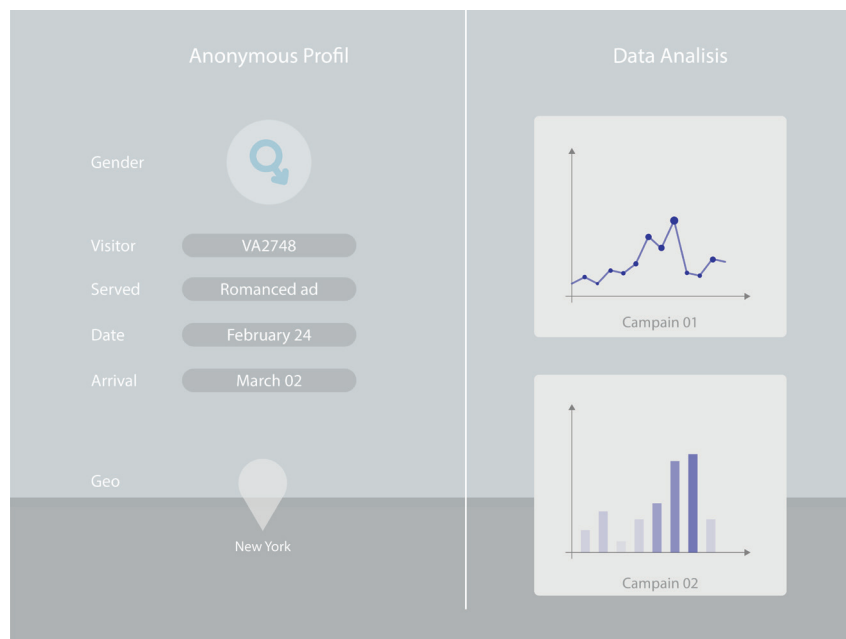 Anonymous Profil
Gender
Visitor VA2748
Served Romanced ad
Date February 24
Arrival March 02
Geo
New York
Data Analisis
Campain 01
Campain 02